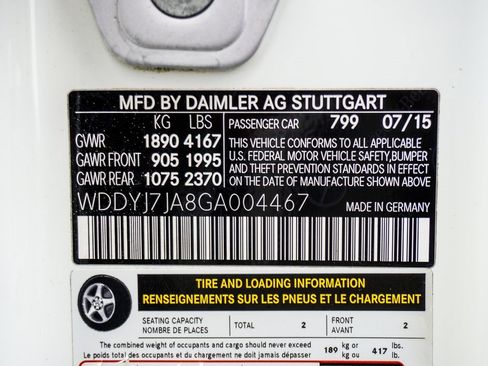 MFD BY DAIMLER AG STUTTGART
KG LBS
GVWR 1890 4167
GAWR FRONT 905 1995
GAWR REAR 1075 2370
PASSENGER CAR 799 07/15
THIS VEHICLE CONFORMS TO ALL APPLICABLE
U.S. FEDERAL MOTOR VEHICLE SAFETY, BUMPER
AND THEFT PREVENTION STANDARDS IN EFFECT
ON THE DATE OF MANUFACTURE SHOWN ABOVE
WDDYJ7JA8GA004467 MADE IN GERMANY
TIRE AND LOADING INFORMATION
RENSEIGNEMENTS SUR LES PNEUS ET LE CHARGEMENT
SEATING CAPACITY TOTAL 2 FRONT 2
NOMBRE DE PLACES AVANT
The combined weight of occupants and cargo should never exceed 189 kg or 417 lbs.
Le poids total des occupants et du chargement ne doit jamais dépasser kg ou lb.